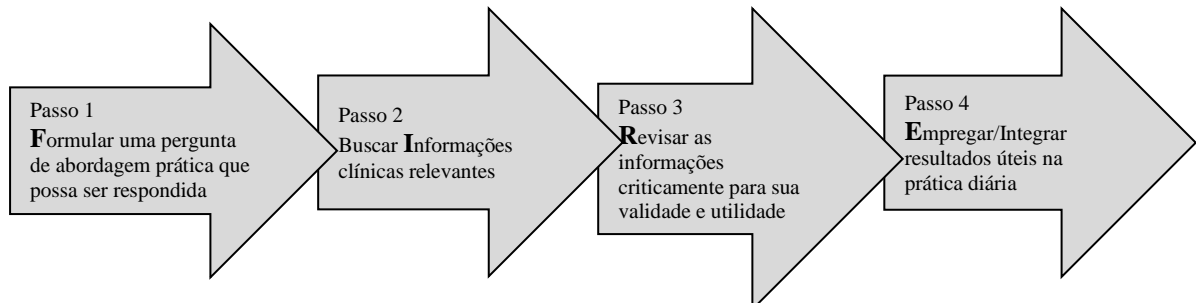 Passo 1
Formular uma pergunta
de abordagem prática que
possa ser respondida
Passo 2
Buscar Informações
clínicas relevantes
Passo 3
Revisar as
informações
criticamente para sua
validade e utilidade
Passo 4
Empregar/Integrar
resultados úteis na
prática diária